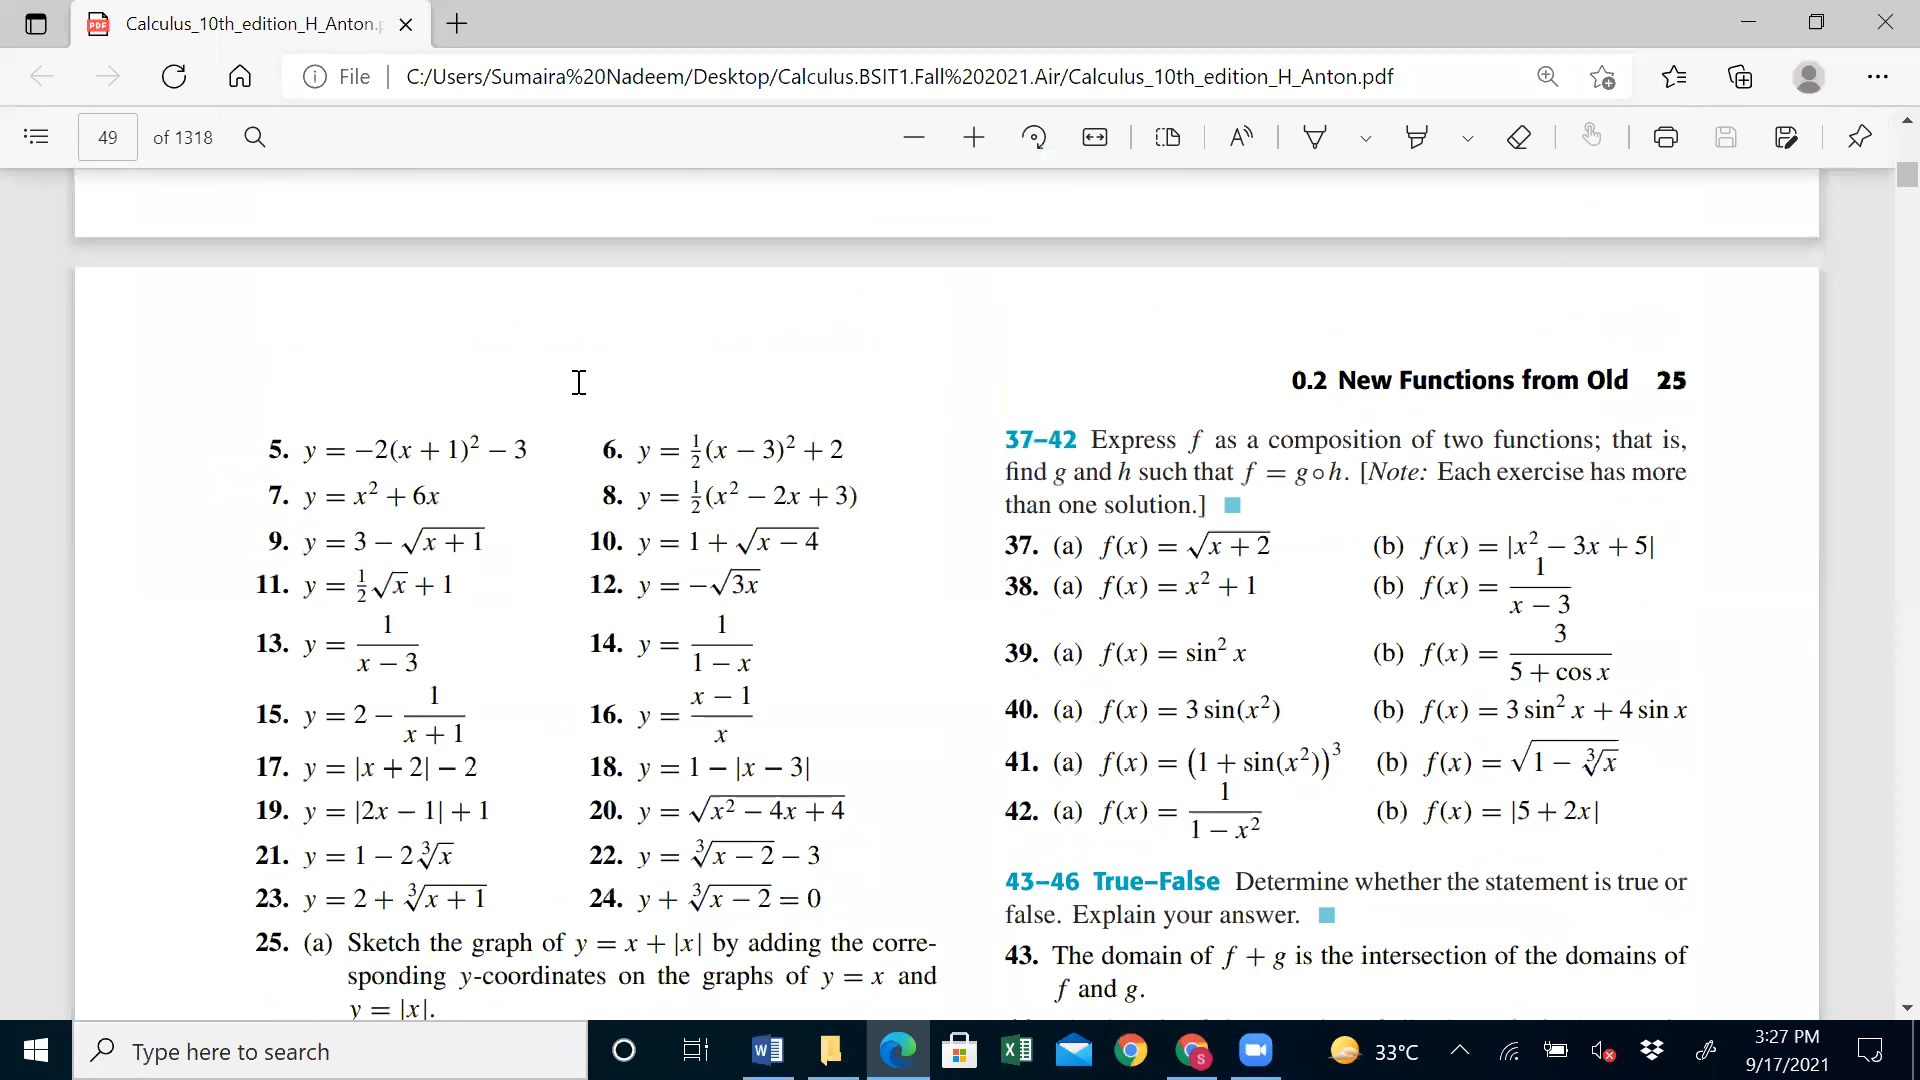 Calculus_10th_edition_H_Anton.p
File
C:/Users/Sumaira%20Nadeem/Desktop/Calculus.BSIT1.Fall%202021.Air/Calculus_10th_edition_H_Anton.pdf
49 of 1318
0.2 New Functions from Old 25
5. y = −2(x + 1)² − 3
6. y = ½(x − 3)² + 2
7. y = x² + 6x
8. y = ½(x² − 2x + 3)
9. y = 3 − √(x + 1)
10. y = 1 + √(x − 4)
11. y = ½√x + 1
12. y = −√(3x)
13. y = 1/(x − 3)
14. y = 1/(1 − x)
15. y = 2 − 1/(x + 1)
16. y = (x − 1)/x
17. y = |x + 2| − 2
18. y = 1 − |x − 3|
19. y = |2x − 1| + 1
20. y = √(x² − 4x + 4)
21. y = 1 − 2∛x
22. y = ∛(x − 2) − 3
23. y = 2 + ∛(x + 1)
24. y + ∛(x − 2) = 0
25. (a) Sketch the graph of y = x + |x| by adding the corre-
sponding y-coordinates on the graphs of y = x and
y = |x|.
37–42 Express f as a composition of two functions; that is,
find g and h such that f = g∘h. [Note: Each exercise has more
than one solution.]
37. (a) f(x) = √(x + 2) (b) f(x) = |x² − 3x + 5|
38. (a) f(x) = x² + 1 (b) f(x) = 1/(x − 3)
39. (a) f(x) = sin² x (b) f(x) = 3/(5 + cos x)
40. (a) f(x) = 3 sin(x²) (b) f(x) = 3 sin² x + 4 sin x
41. (a) f(x) = (1 + sin(x²))³ (b) f(x) = √(1 − ∛x)
42. (a) f(x) = 1/(1 − x²) (b) f(x) = |5 + 2x|
43–46 True–False Determine whether the statement is true or
false. Explain your answer.
43. The domain of f + g is the intersection of the domains of
f and g.
Type here to search
33°C
3:27 PM
9/17/2021